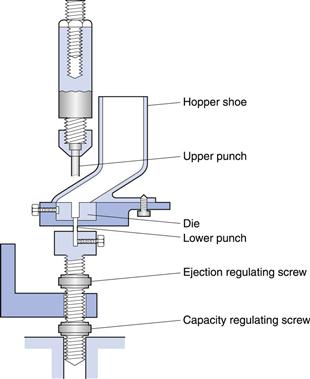 Hopper shoe
Upper punch
Die
Lower punch
Ejection regulating screw
Capacity regulating screw